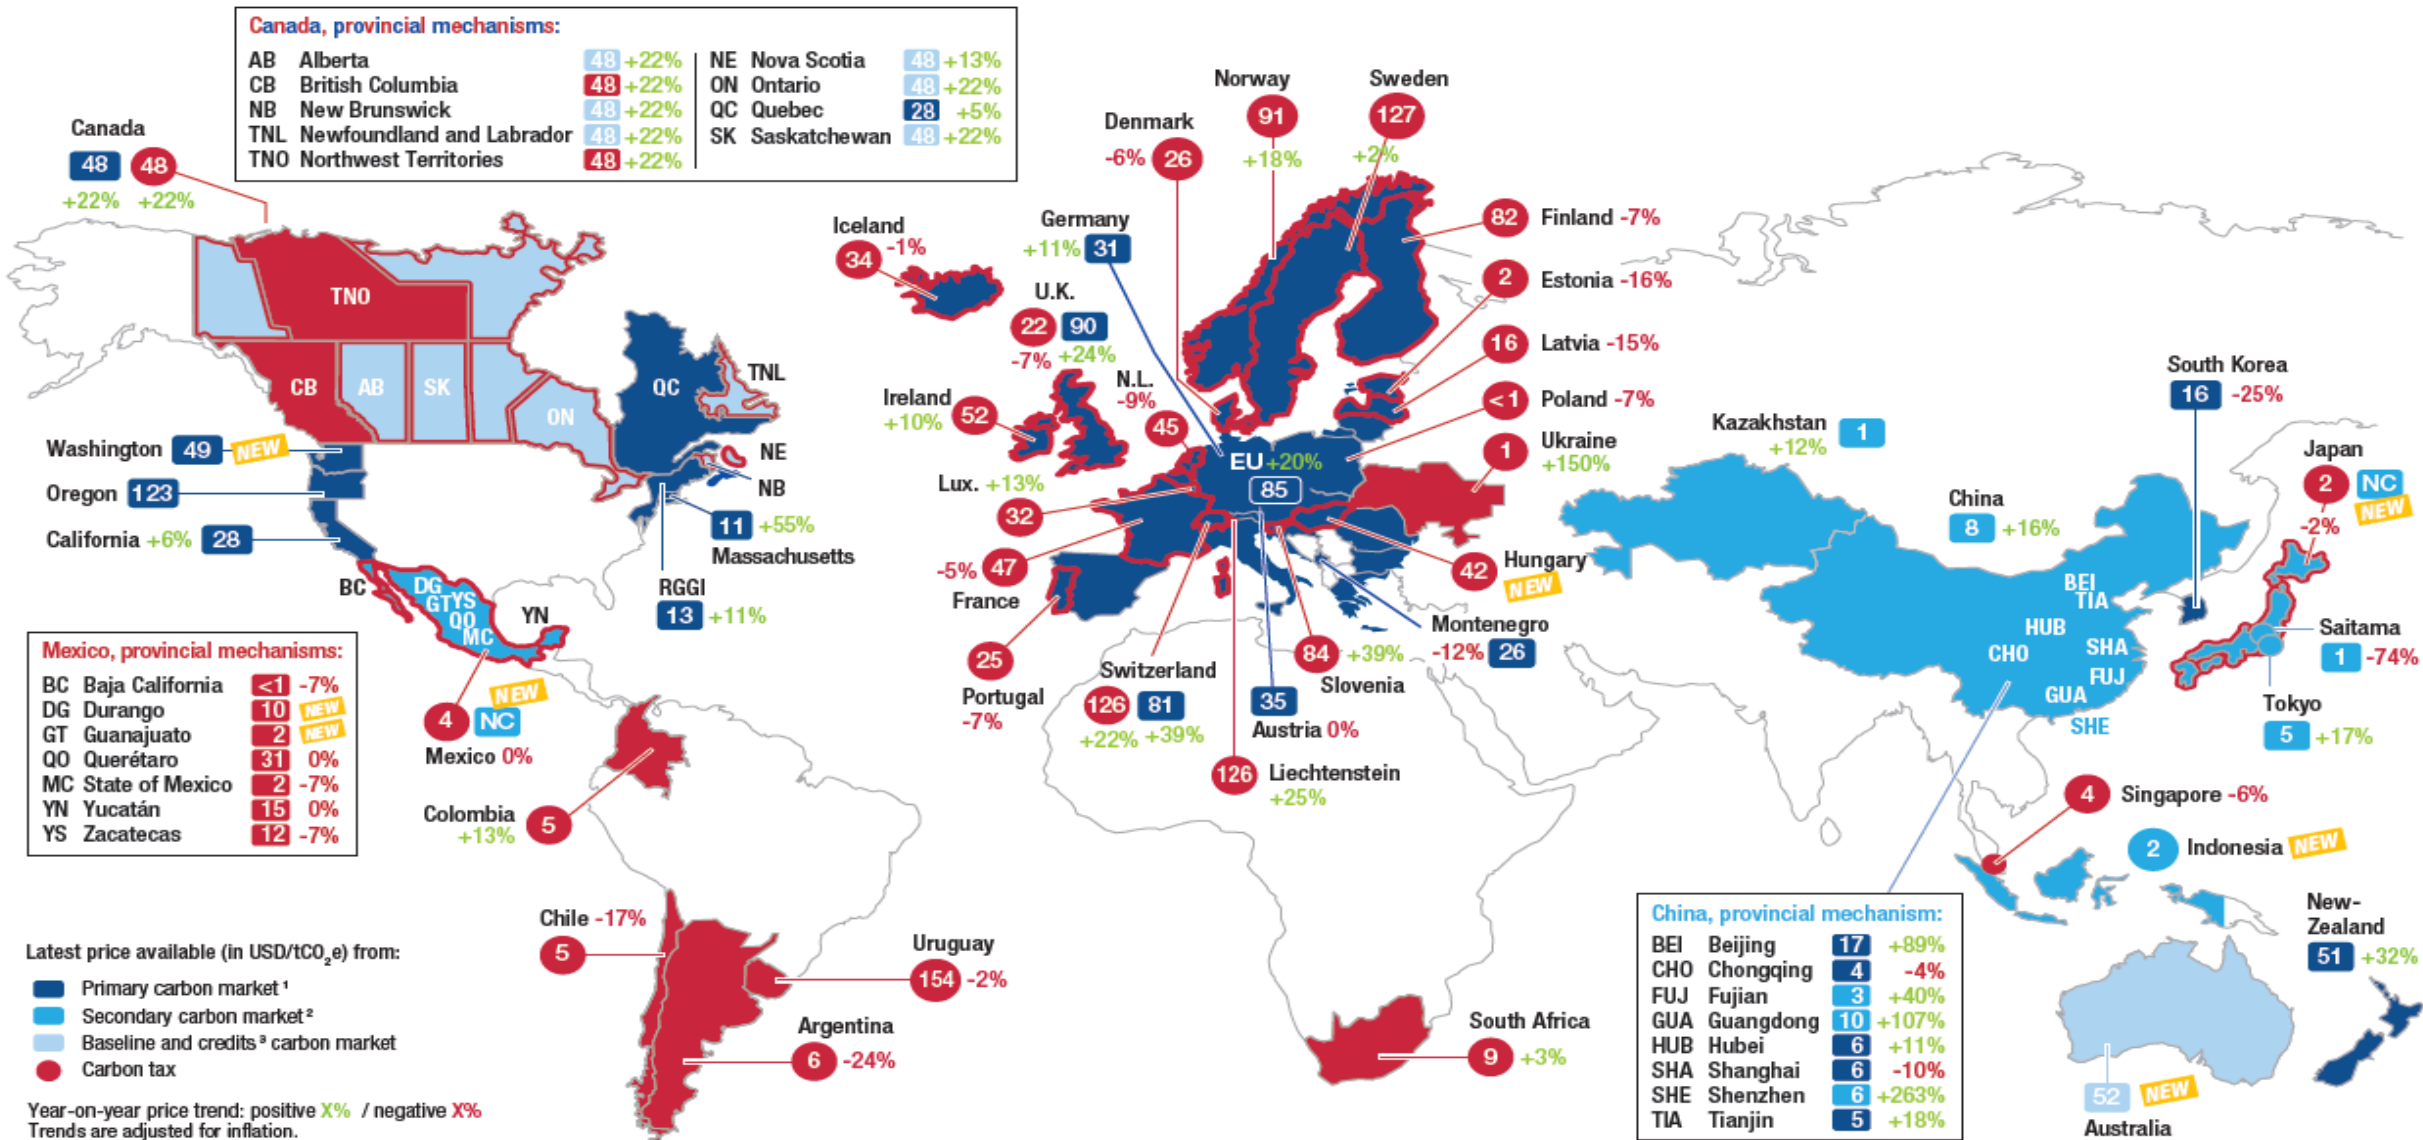 Canada, provincial mechanisms:
AB Alberta 48 +22%
CB British Columbia 48 +22%
NB New Brunswick 48 +22%
TNL Newfoundland and Labrador 48 +22%
TNO Northwest Territories 48 +22%
NE Nova Scotia 48 +13%
ON Ontario 48 +22%
QC Quebec 28 +5%
SK Saskatchewan 48 +22%
Canada
48 48
+22% +22%
TNO
CB
AB
SK
ON
QC
TNL
NE
NB
Washington 49 NEW
Oregon 123
California +6% 28
11 +55%
Massachusetts
RGGI
13 +11%
BC
DG
GT YS
QO
MC
YN
Mexico, provincial mechanisms:
BC Baja California <1 -7%
DG Durango 10 NEW
GT Guanajuato 2 NEW
QO Querétaro 31 0%
MC State of Mexico 2 -7%
YN Yucatán 15 0%
YS Zacatecas 12 -7%
NEW
4 NC
Mexico 0%
Colombia
+13% 5
Chile -17%
5
Uruguay
154 -2%
Argentina
6 -24%
Latest price available (in USD/tCO2e) from:
Primary carbon market 1
Secondary carbon market 2
Baseline and credits 3 carbon market
Carbon tax
Year-on-year price trend: positive X% / negative X%
Trends are adjusted for inflation.
Iceland
34 -1%
Norway
91
+18%
Sweden
127
+2%
Denmark
-6% 26
Germany
+11% 31
U.K.
22 90
-7% +24%
Ireland
+10% 52
N.L.
-9%
45
Lux. +13%
32
-5% 47
France
25
Portugal
-7%
Switzerland
126 81
+22% +39%
EU +20%
85
82 Finland -7%
2 Estonia -16%
16 Latvia -15%
<1 Poland -7%
1 Ukraine
+150%
42 Hungary
NEW
Montenegro
-12% 26
84 +39%
Slovenia
35
Austria 0%
126 Liechtenstein
+25%
South Africa
9 +3%
Kazakhstan
+12% 1
China
8 +16%
South Korea
16 -25%
Japan
2 NC
NEW
-2%
Saitama
1 -74%
Tokyo
5 +17%
BEI
TIA
HUB
CHO
SHA
FUJ
GUA
SHE
4 Singapore -6%
2 Indonesia NEW
New-
Zealand
51 +32%
52 NEW
Australia
China, provincial mechanism:
BEI Beijing 17 +89%
CHO Chongqing 4 -4%
FUJ Fujian 3 +40%
GUA Guangdong 10 +107%
HUB Hubei 6 +11%
SHA Shanghai 6 -10%
SHE Shenzhen 6 +263%
TIA Tianjin 5 +18%